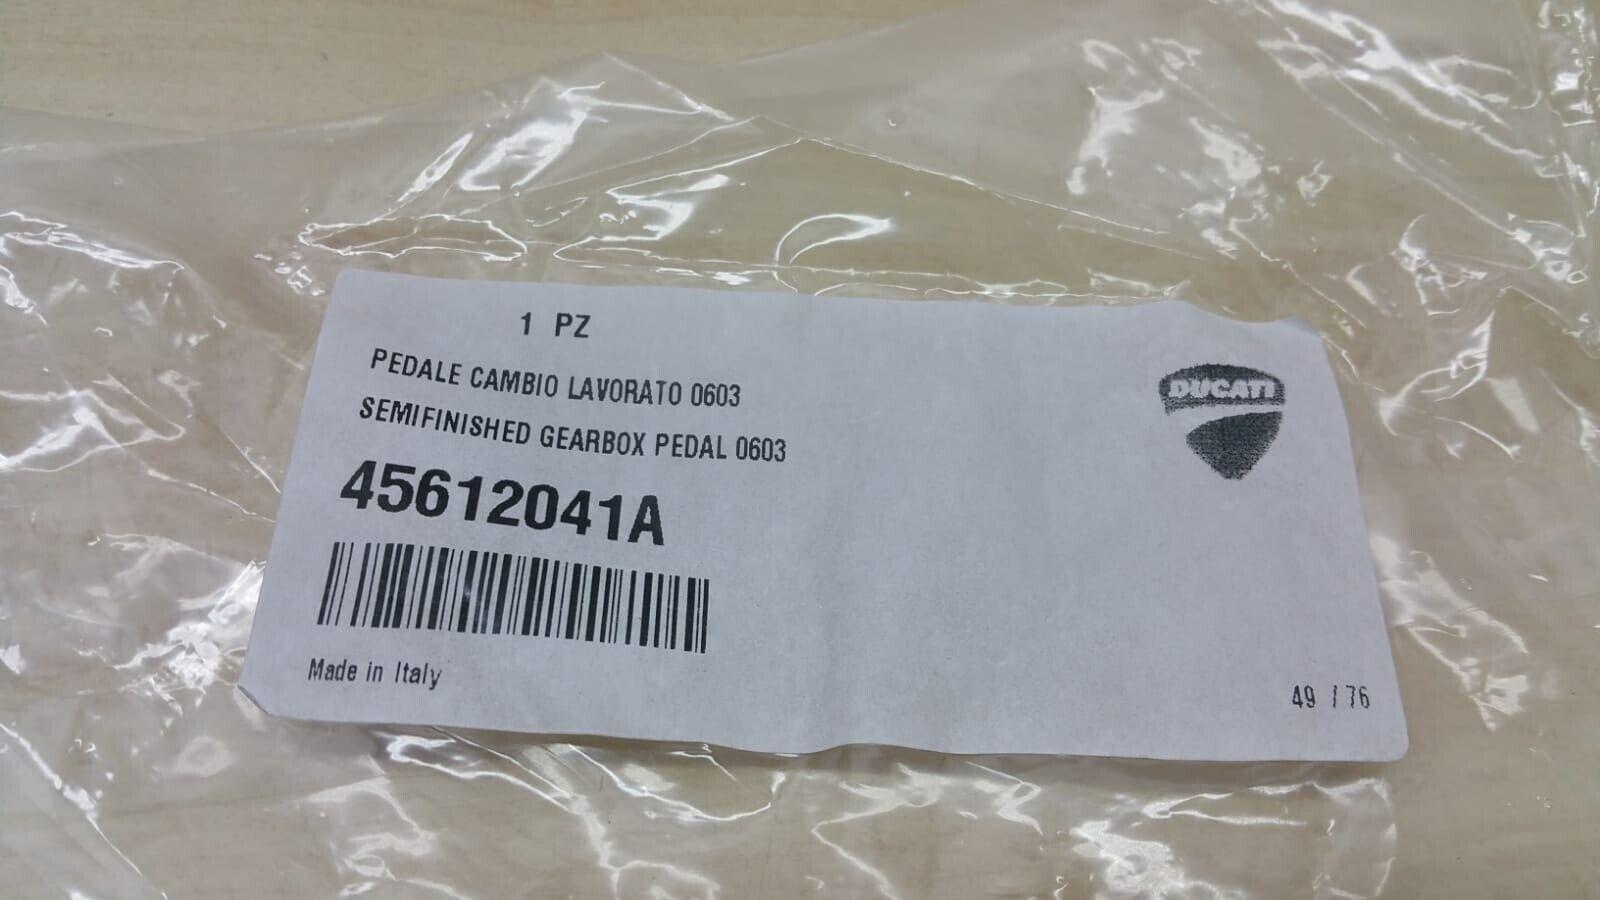 1 PZ
PEDALE CAMBIO LAVORATO 0603
SEMIFINISHED GEARBOX PEDAL 0603
45612041A
DUCATI
Made in Italy
49 / 76